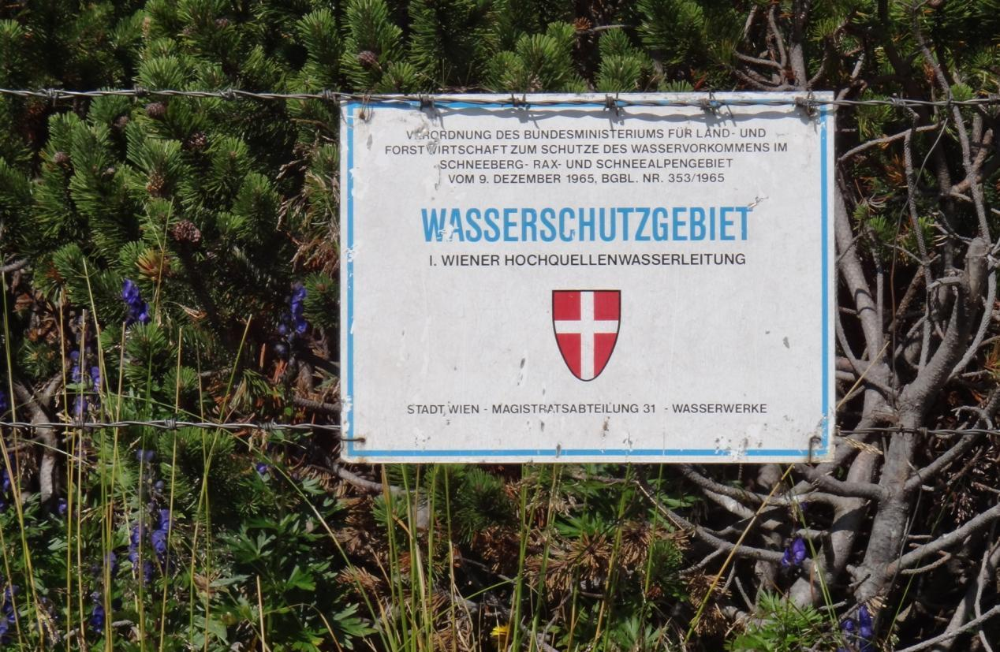 VERORDNUNG DES BUNDESMINISTERIUMS FÜR LAND- UND
FORSTWIRTSCHAFT ZUM SCHUTZE DES WASSERVORKOMMENS IM
SCHNEEBERG- RAX- UND SCHNEEALPENGEBIET
VOM 9. DEZEMBER 1965, BGBL. NR. 353/1965
WASSERSCHUTZGEBIET
I. WIENER HOCHQUELLENWASSERLEITUNG
STADT WIEN - MAGISTRATSABTEILUNG 31 - WASSERWERKE